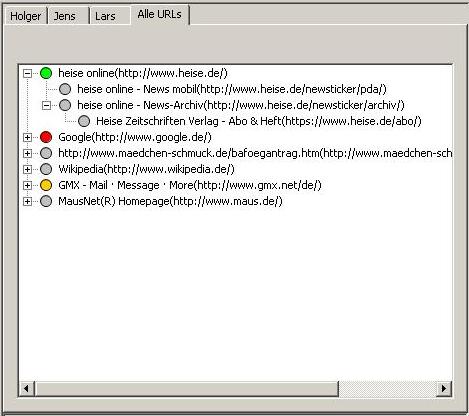 Holger Jens Lars Alle URLs
heise online(http://www.heise.de/)
heise online - News mobil(http://www.heise.de/newsticker/pda/)
heise online - News-Archiv(http://www.heise.de/newsticker/archiv/)
Heise Zeitschriften Verlag - Abo & Heft(https://www.heise.de/abo/)
Google(http://www.google.de/)
http://www.maedchen-schmuck.de/bafoegantrag.htm(http://www.maedchen-sch
Wikipedia(http://www.wikipedia.de/)
GMX - Mail · Message · More(http://www.gmx.net/de/)
MausNet(R) Homepage(http://www.maus.de/)